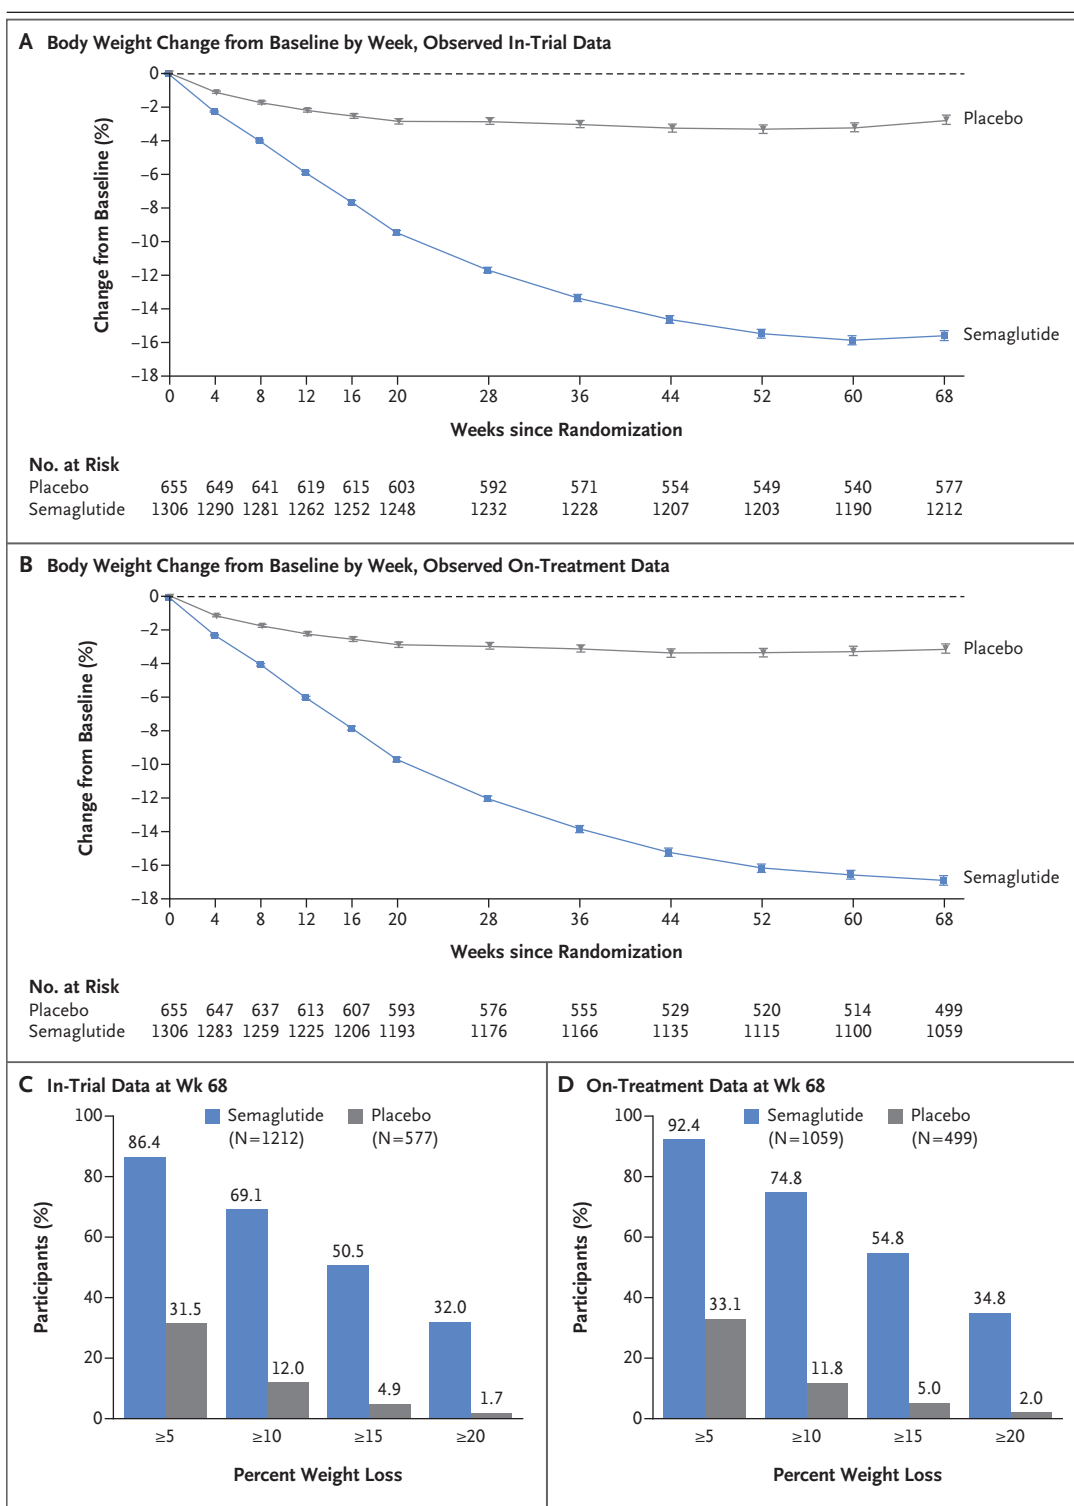 A Body Weight Change from Baseline by Week, Observed In-Trial Data
0
−2
−4
−6
−8
−10
−12
−14
−16
−18
Change from Baseline (%)
Placebo
Semaglutide
0 4 8 12 16 20 28 36 44 52 60 68
Weeks since Randomization
No. at Risk
Placebo 655 649 641 619 615 603 592 571 554 549 540 577
Semaglutide 1306 1290 1281 1262 1252 1248 1232 1228 1207 1203 1190 1212
B Body Weight Change from Baseline by Week, Observed On-Treatment Data
0
−2
−4
−6
−8
−10
−12
−14
−16
−18
Change from Baseline (%)
Placebo
Semaglutide
0 4 8 12 16 20 28 36 44 52 60 68
Weeks since Randomization
No. at Risk
Placebo 655 647 637 613 607 593 576 555 529 520 514 499
Semaglutide 1306 1283 1259 1225 1206 1193 1176 1166 1135 1115 1100 1059
C In-Trial Data at Wk 68
Semaglutide (N=1212)
Placebo (N=577)
100
80
60
40
20
0
Participants (%)
86.4
31.5
69.1
12.0
50.5
4.9
32.0
1.7
≥5 ≥10 ≥15 ≥20
Percent Weight Loss
D On-Treatment Data at Wk 68
Semaglutide (N=1059)
Placebo (N=499)
100
80
60
40
20
0
Participants (%)
92.4
33.1
74.8
11.8
54.8
5.0
34.8
2.0
≥5 ≥10 ≥15 ≥20
Percent Weight Loss